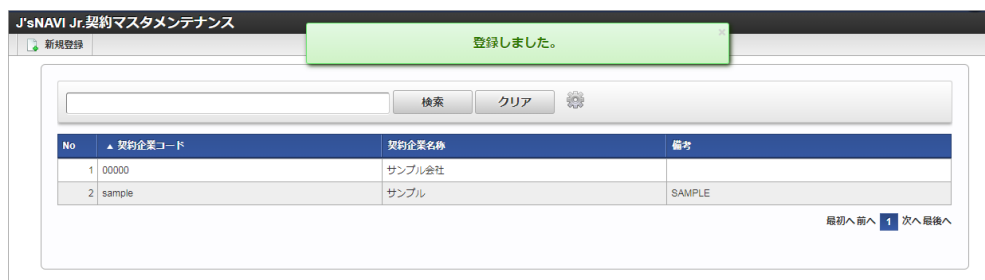 J'sNAVI Jr.契約マスタメンテナンス
登録しました。
×
新規登録
検索 クリア
No ▲ 契約企業コード 契約企業名称 備考
1 00000 サンプル会社
2 sample サンプル SAMPLE
最初へ 前へ 1 次へ 最後へ